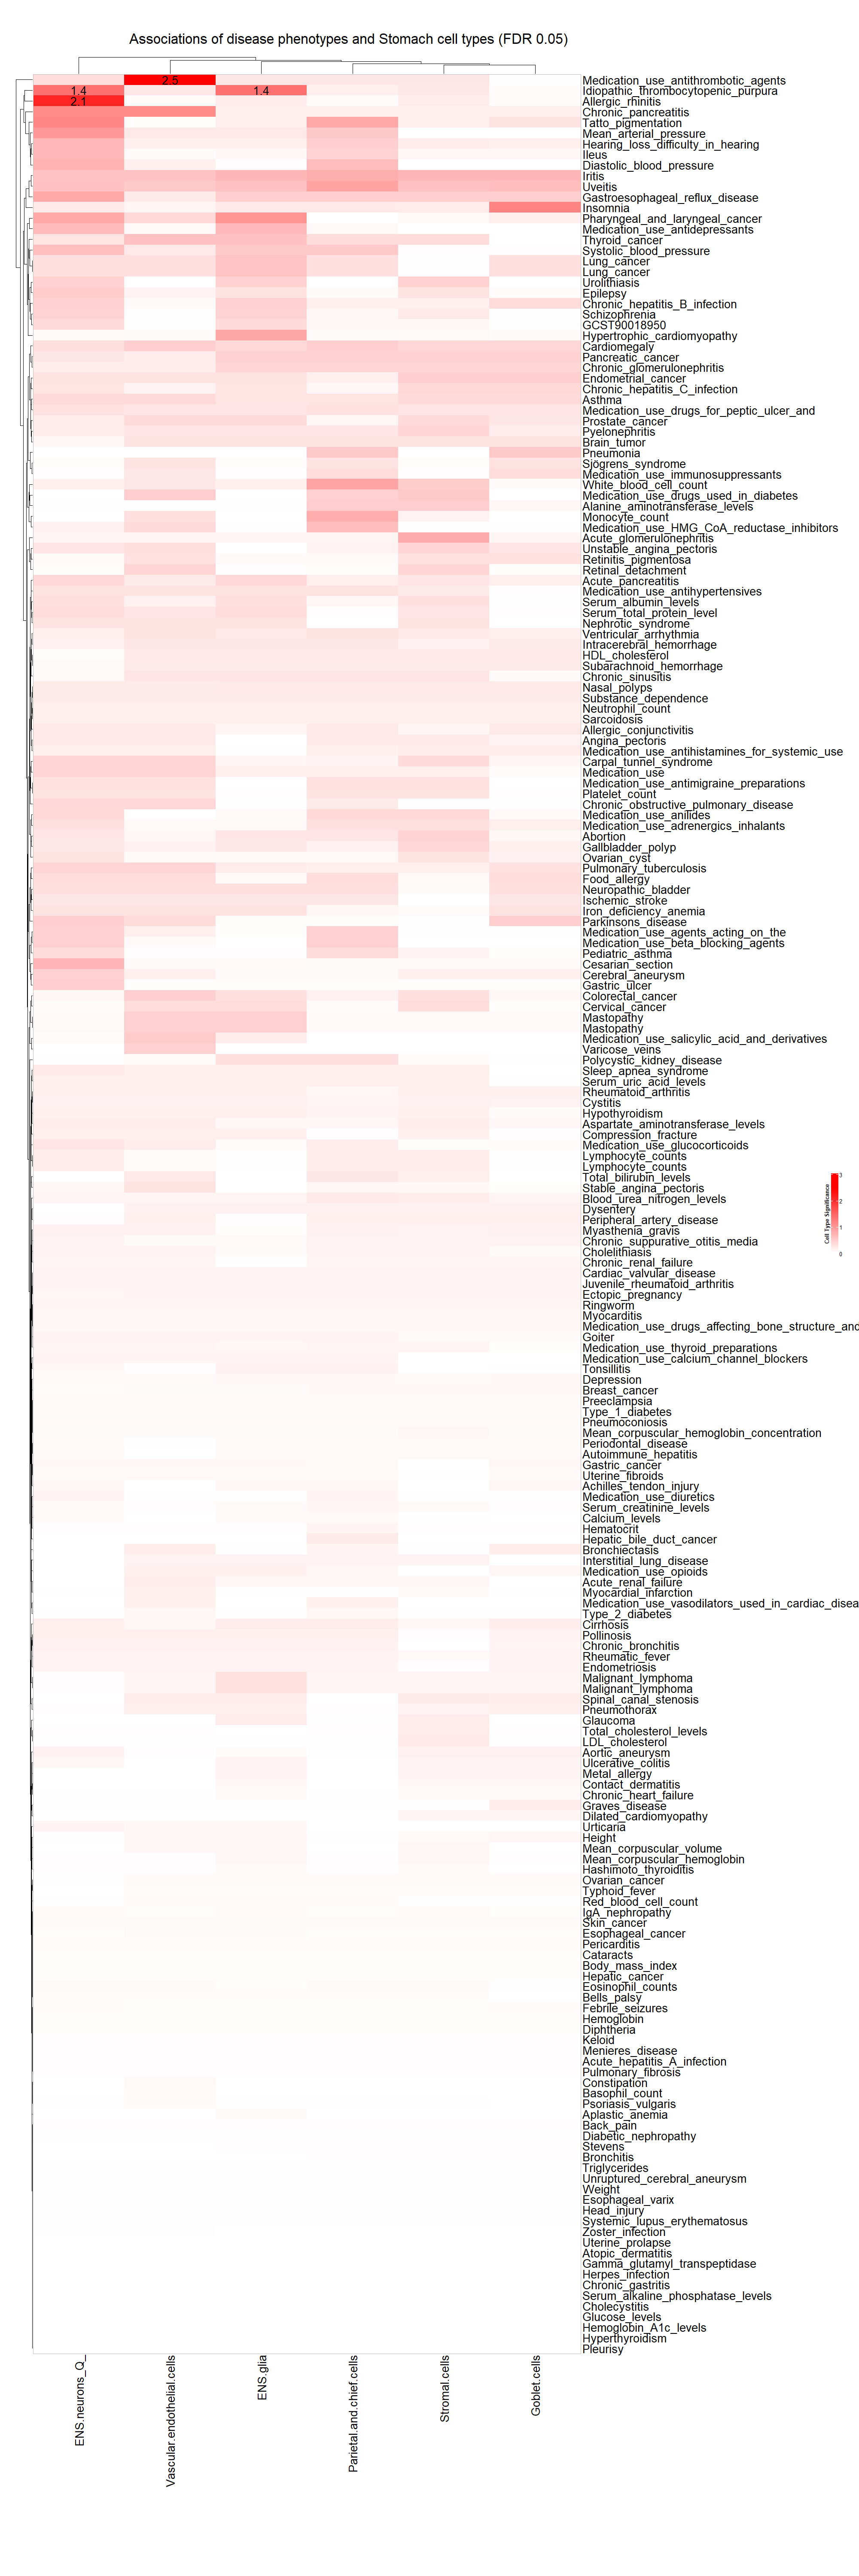 Associations of disease phenotypes and Stomach cell types (FDR 0.05)
2.5
1.4
1.4
2.1
Medication_use_antithrombotic_agents
Idiopathic_thrombocytopenic_purpura
Allergic_rhinitis
Chronic_pancreatitis
Tatto_pigmentation
Mean_arterial_pressure
Hearing_loss_difficulty_in_hearing
Ileus
Diastolic_blood_pressure
Iritis
Uveitis
Gastroesophageal_reflux_disease
Insomnia
Pharyngeal_and_laryngeal_cancer
Medication_use_antidepressants
Thyroid_cancer
Systolic_blood_pressure
Lung_cancer
Lung_cancer
Urolithiasis
Epilepsy
Chronic_hepatitis_B_infection
Schizophrenia
GCST90018950
Hypertrophic_cardiomyopathy
Cardiomegaly
Pancreatic_cancer
Chronic_glomerulonephritis
Endometrial_cancer
Chronic_hepatitis_C_infection
Asthma
Medication_use_drugs_for_peptic_ulcer_and
Prostate_cancer
Pyelonephritis
Brain_tumor
Pneumonia
Sjögrens_syndrome
Medication_use_immunosuppressants
White_blood_cell_count
Medication_use_drugs_used_in_diabetes
Alanine_aminotransferase_levels
Monocyte_count
Medication_use_HMG_CoA_reductase_inhibitors
Acute_glomerulonephritis
Unstable_angina_pectoris
Retinitis_pigmentosa
Retinal_detachment
Acute_pancreatitis
Medication_use_antihypertensives
Serum_albumin_levels
Serum_total_protein_level
Nephrotic_syndrome
Ventricular_arrhythmia
Intracerebral_hemorrhage
HDL_cholesterol
Subarachnoid_hemorrhage
Chronic_sinusitis
Nasal_polyps
Substance_dependence
Neutrophil_count
Sarcoidosis
Allergic_conjunctivitis
Angina_pectoris
Medication_use_antihistamines_for_systemic_use
Carpal_tunnel_syndrome
Medication_use
Medication_use_antimigraine_preparations
Platelet_count
Chronic_obstructive_pulmonary_disease
Medication_use_anilides
Medication_use_adrenergics_inhalants
Abortion
Gallbladder_polyp
Ovarian_cyst
Pulmonary_tuberculosis
Food_allergy
Neuropathic_bladder
Ischemic_stroke
Iron_deficiency_anemia
Parkinsons_disease
Medication_use_agents_acting_on_the
Medication_use_beta_blocking_agents
Pediatric_asthma
Cesarian_section
Cerebral_aneurysm
Gastric_ulcer
Colorectal_cancer
Cervical_cancer
Mastopathy
Mastopathy
Medication_use_salicylic_acid_and_derivatives
Varicose_veins
Polycystic_kidney_disease
Sleep_apnea_syndrome
Serum_uric_acid_levels
Rheumatoid_arthritis
Cystitis
Hypothyroidism
Aspartate_aminotransferase_levels
Compression_fracture
Medication_use_glucocorticoids
Lymphocyte_counts
Lymphocyte_counts
Total_bilirubin_levels
Stable_angina_pectoris
Blood_urea_nitrogen_levels
Dysentery
Peripheral_artery_disease
Myasthenia_gravis
Chronic_suppurative_otitis_media
Cholelithiasis
Chronic_renal_failure
Cardiac_valvular_disease
Juvenile_rheumatoid_arthritis
Ectopic_pregnancy
Ringworm
Myocarditis
Medication_use_drugs_affecting_bone_structure_and
Goiter
Medication_use_thyroid_preparations
Medication_use_calcium_channel_blockers
Tonsillitis
Depression
Breast_cancer
Preeclampsia
Type_1_diabetes
Pneumoconiosis
Mean_corpuscular_hemoglobin_concentration
Periodontal_disease
Autoimmune_hepatitis
Gastric_cancer
Uterine_fibroids
Achilles_tendon_injury
Medication_use_diuretics
Serum_creatinine_levels
Calcium_levels
Hematocrit
Hepatic_bile_duct_cancer
Bronchiectasis
Interstitial_lung_disease
Medication_use_opioids
Acute_renal_failure
Myocardial_infarction
Medication_use_vasodilators_used_in_cardiac_disea
Type_2_diabetes
Cirrhosis
Pollinosis
Chronic_bronchitis
Rheumatic_fever
Endometriosis
Malignant_lymphoma
Malignant_lymphoma
Spinal_canal_stenosis
Pneumothorax
Glaucoma
Total_cholesterol_levels
LDL_cholesterol
Aortic_aneurysm
Ulcerative_colitis
Metal_allergy
Contact_dermatitis
Chronic_heart_failure
Graves_disease
Dilated_cardiomyopathy
Urticaria
Height
Mean_corpuscular_volume
Mean_corpuscular_hemoglobin
Hashimoto_thyroiditis
Ovarian_cancer
Typhoid_fever
Red_blood_cell_count
IgA_nephropathy
Skin_cancer
Esophageal_cancer
Pericarditis
Cataracts
Body_mass_index
Hepatic_cancer
Eosinophil_counts
Bells_palsy
Febrile_seizures
Hemoglobin
Diphtheria
Keloid
Menieres_disease
Acute_hepatitis_A_infection
Pulmonary_fibrosis
Constipation
Basophil_count
Psoriasis_vulgaris
Aplastic_anemia
Back_pain
Diabetic_nephropathy
Stevens
Bronchitis
Triglycerides
Unruptured_cerebral_aneurysm
Weight
Esophageal_varix
Head_injury
Systemic_lupus_erythematosus
Zoster_infection
Uterine_prolapse
Atopic_dermatitis
Gamma_glutamyl_transpeptidase
Herpes_infection
Chronic_gastritis
Serum_alkaline_phosphatase_levels
Cholecystitis
Glucose_levels
Hemoglobin_A1c_levels
Hyperthyroidism
Pleurisy
Cell Type Significance
3
2
1
0
ENS.neurons_Q_
Vascular.endothelial.cells
ENS.glia
Parietal.and.chief.cells
Stromal.cells
Goblet.cells